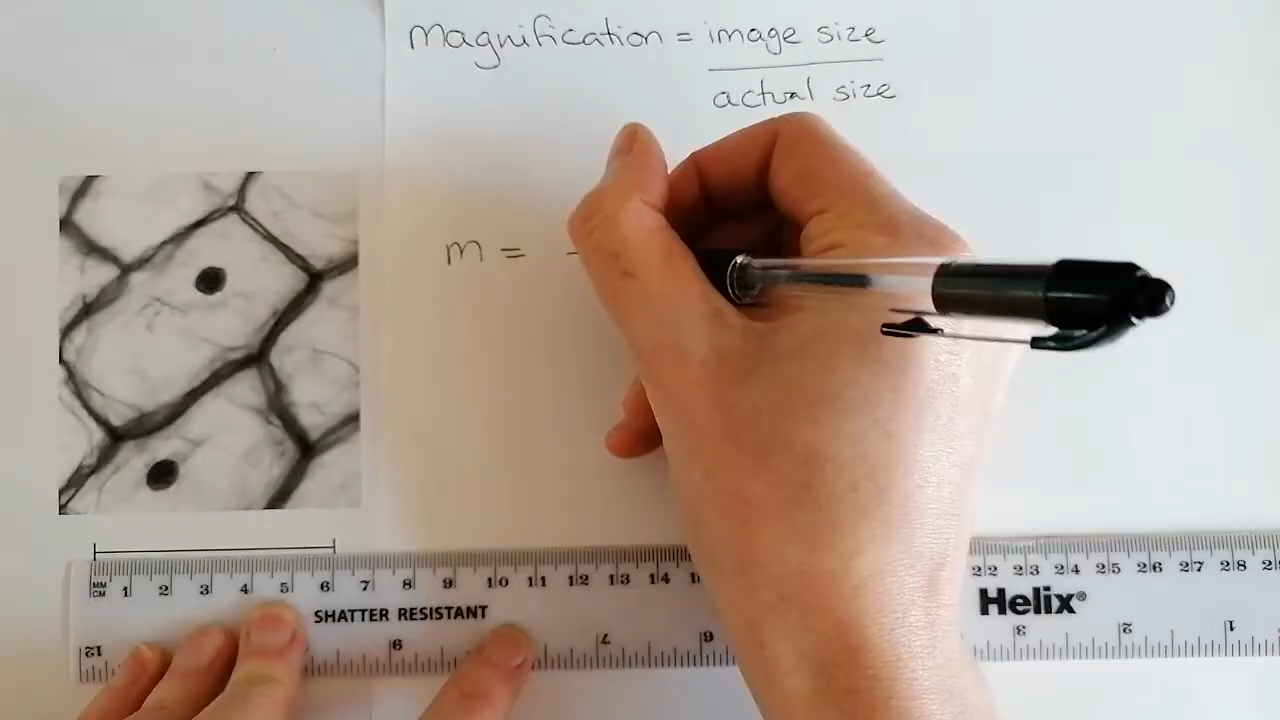 magnification = image size
actual size
m =
MM
CM
1 2 3 4 5 6 7 8 9 10 11 12 13 14 22 23 24 25 26 27 28
SHATTER RESISTANT
Helix®
12 9 7 6 3 2 1